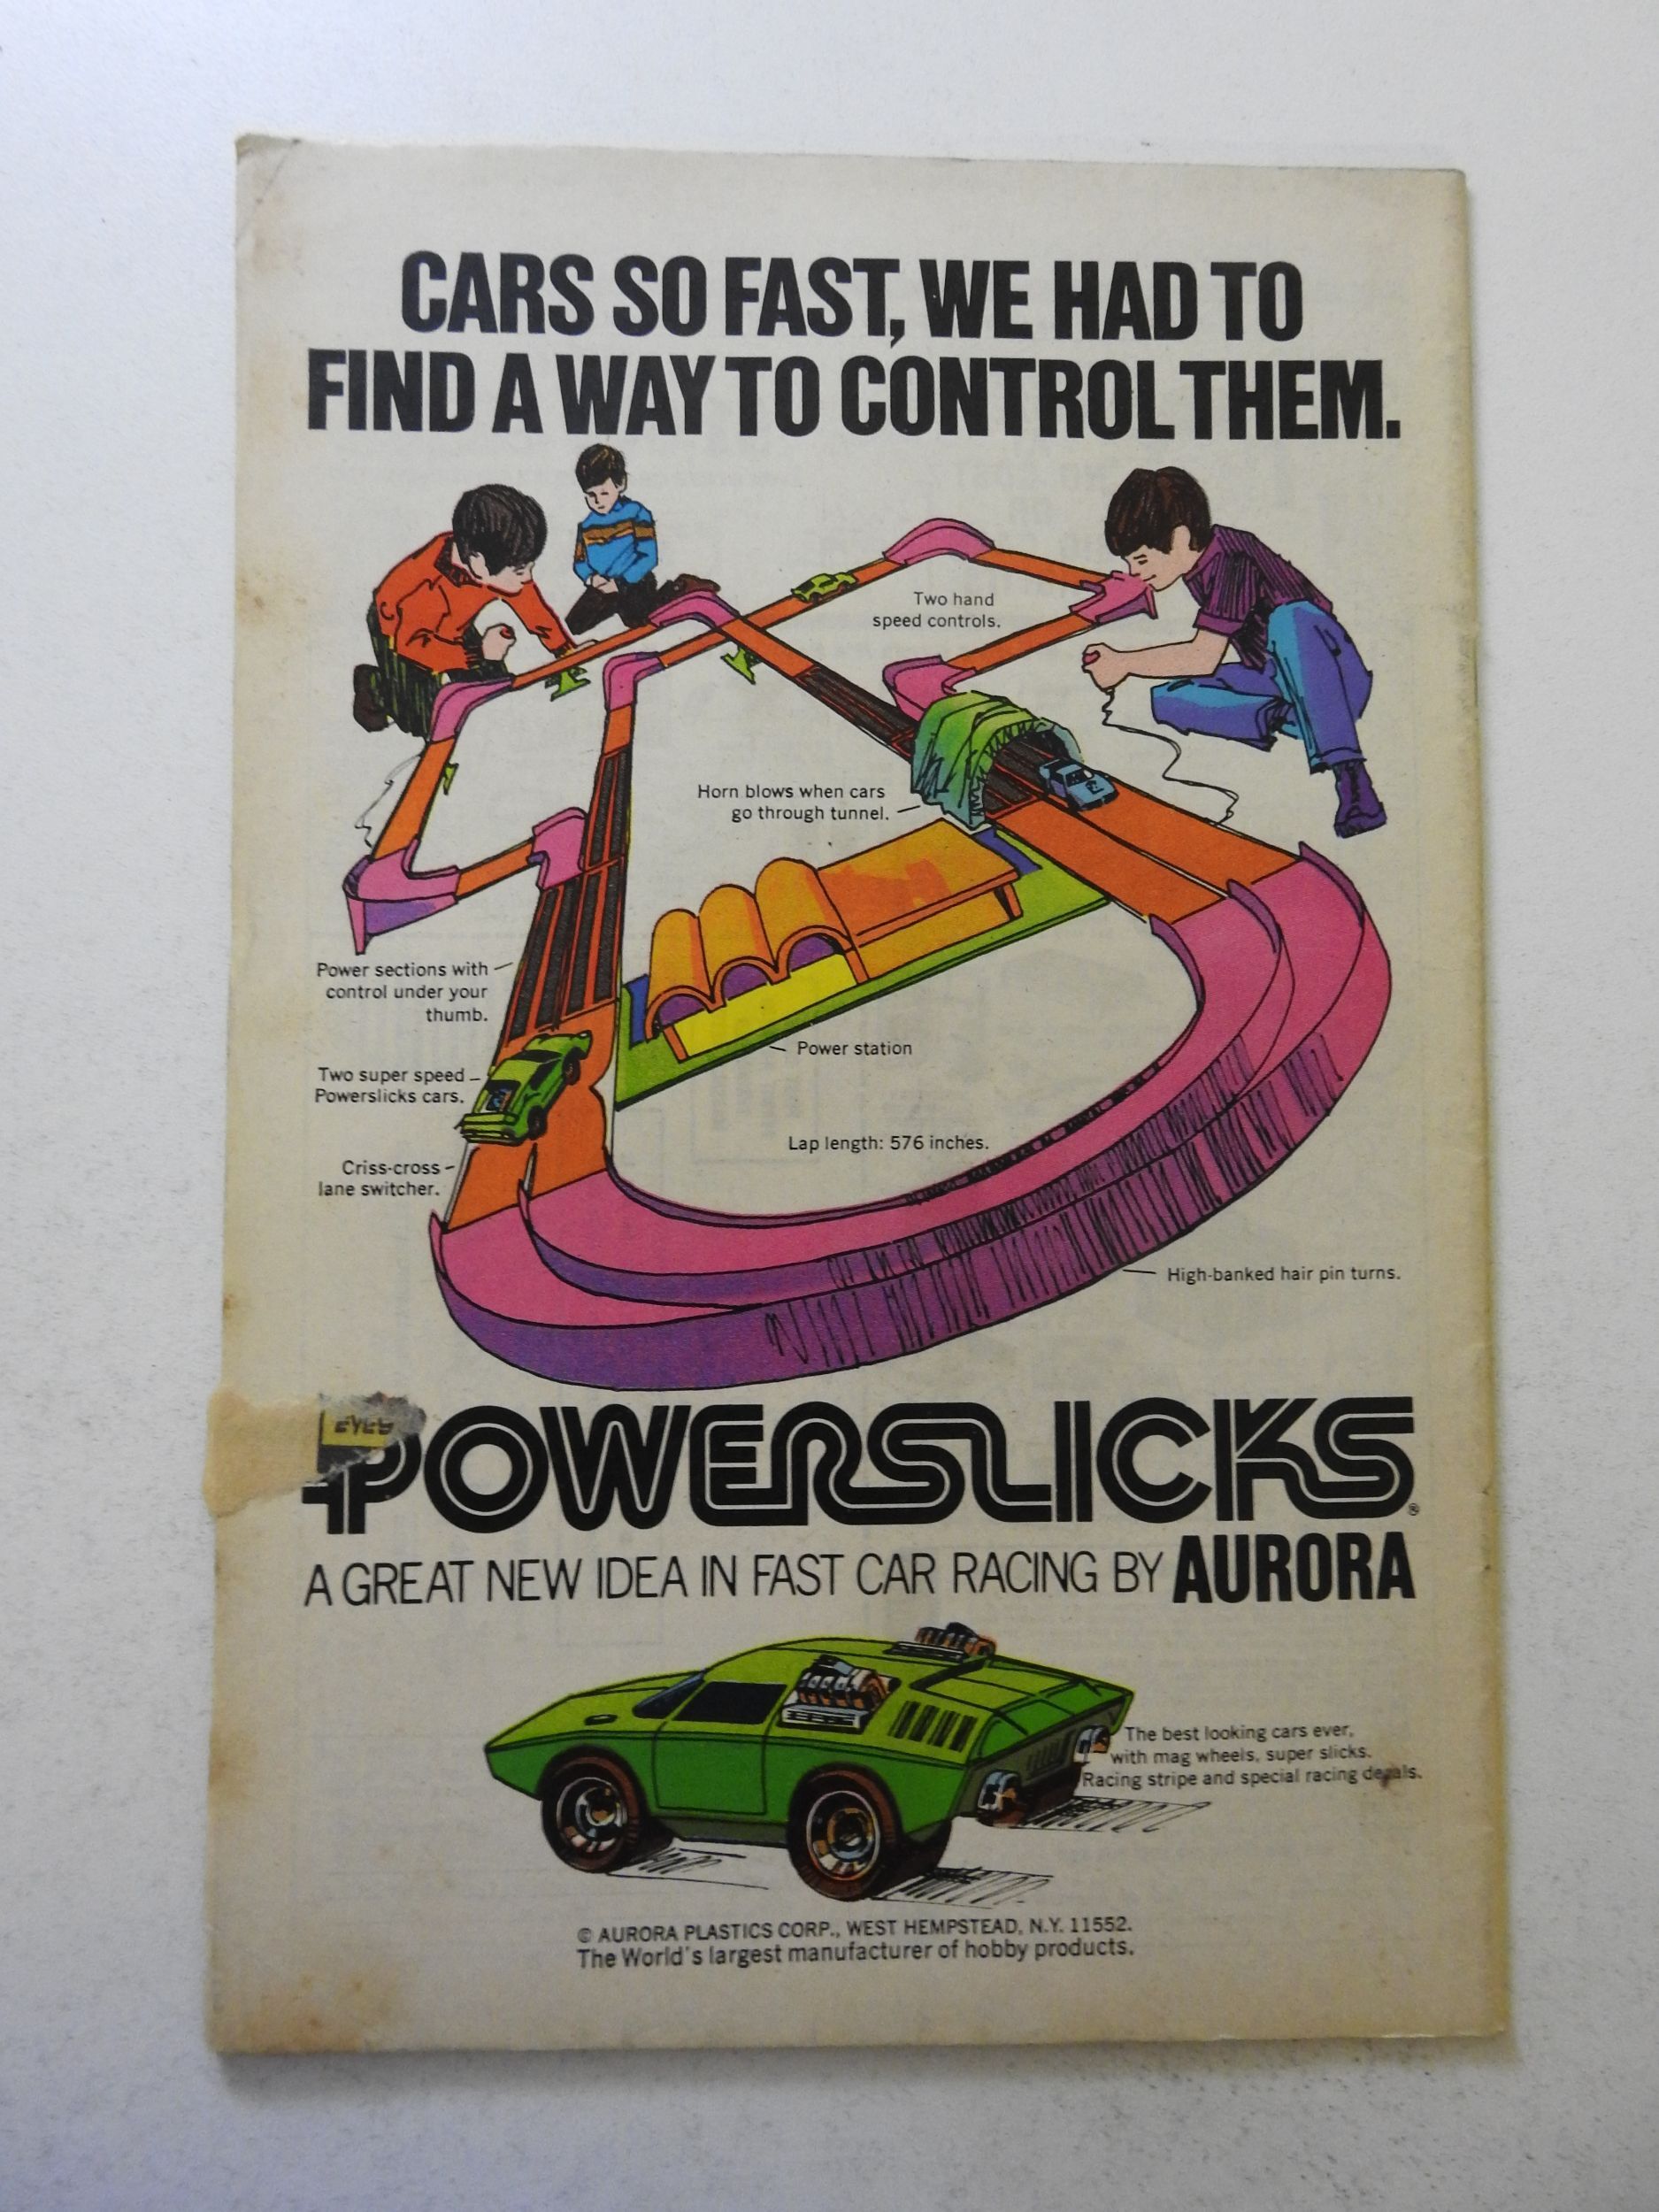 CARS SO FAST, WE HAD TO
FIND A WAY TO CONTROL THEM.
Two hand
speed controls.
Horn blows when cars
go through tunnel.
Power sections with
control under your
thumb.
Power station
Two super speed
Powerslicks cars.
Lap length: 576 inches.
Criss-cross
lane switcher.
High-banked hair pin turns.
POWERSLICKS®
A GREAT NEW IDEA IN FAST CAR RACING BY AURORA
The best looking cars ever,
with mag wheels, super slicks.
Racing stripe and special racing decals.
© AURORA PLASTICS CORP., WEST HEMPSTEAD, N.Y. 11552.
The World's largest manufacturer of hobby products.